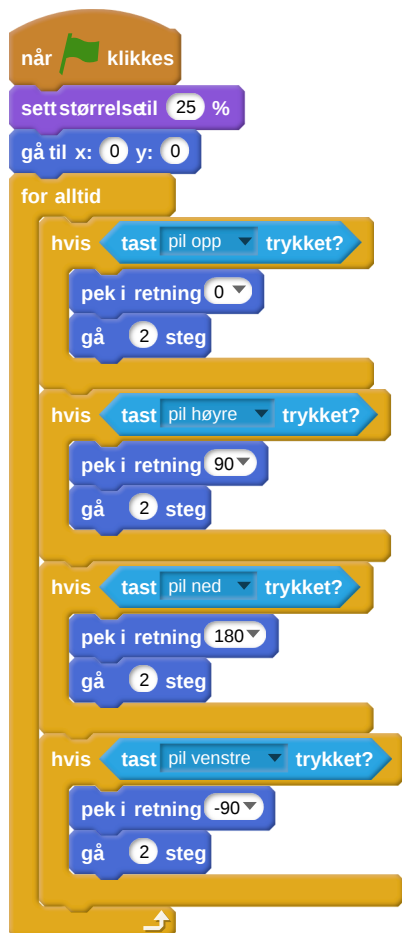 når klikkes
sett størrelse til 25 %
gå til x: 0 y: 0
for alltid
hvis tast pil opp trykket?
pek i retning 0
gå 2 steg
hvis tast pil høyre trykket?
pek i retning 90
gå 2 steg
hvis tast pil ned trykket?
pek i retning 180
gå 2 steg
hvis tast pil venstre trykket?
pek i retning -90
gå 2 steg